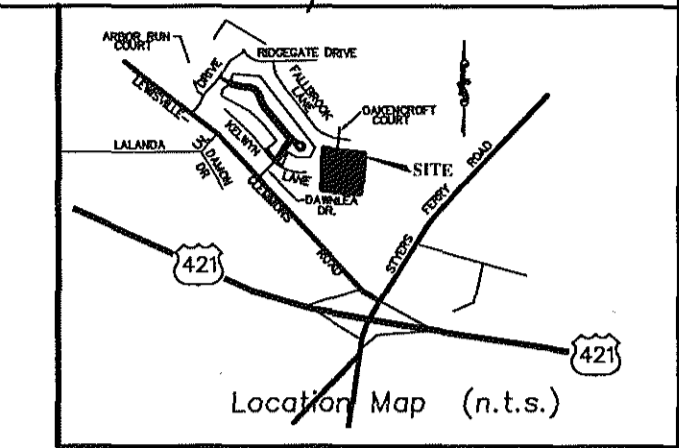 ARBOR RUN
COURT
RIDGEGATE DRIVE
DRIVE
FALLBROOK
LANE
OAKENCROFT
COURT
LEWISVILLE-
KELWYN
LANE
LALANDA
LN.
DAMON
DR
CLEMMONS
ROAD
DAWNLEA
DR.
SITE
STYERS
FERRY
ROAD
421
421
Location Map (n.t.s.)